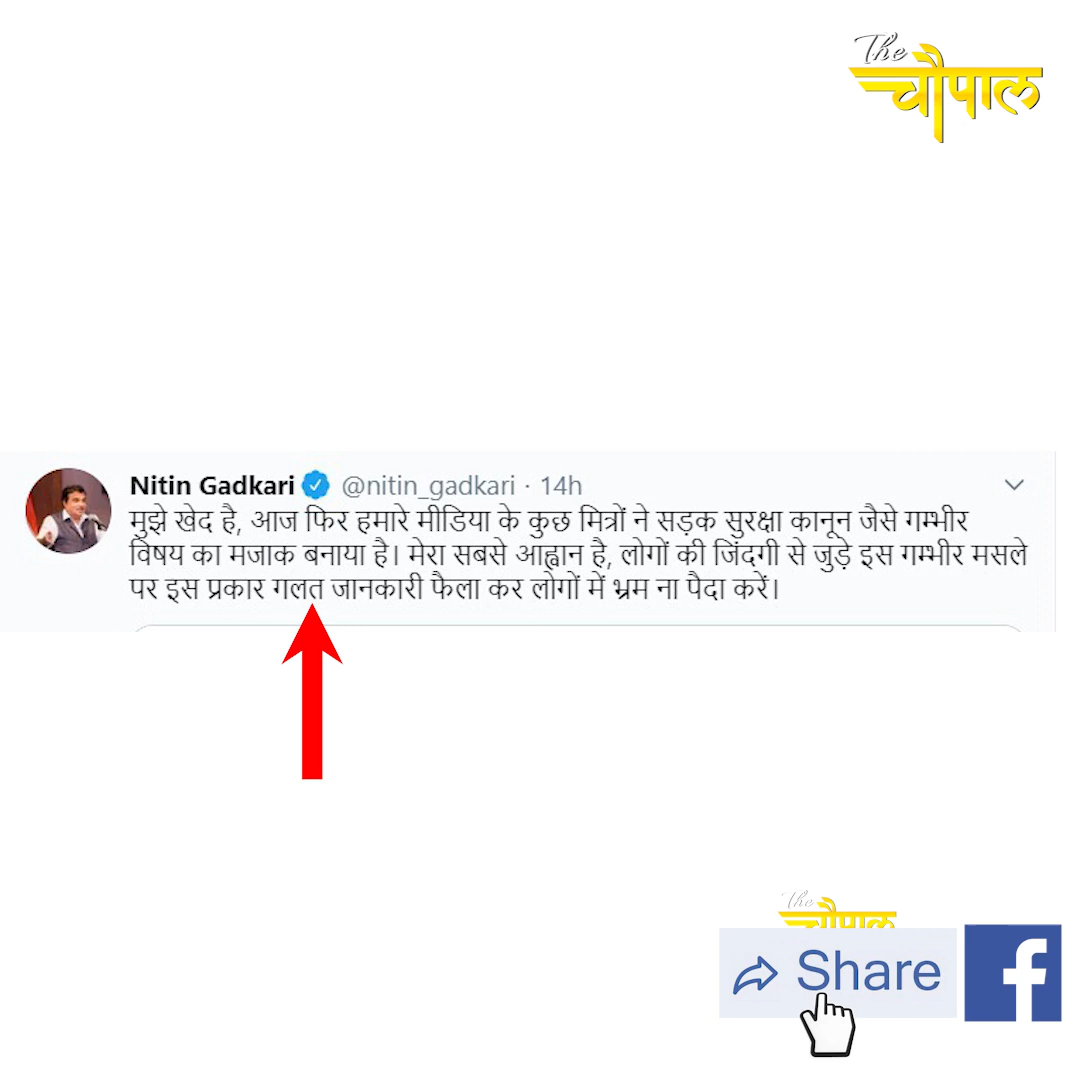 The
चौपाल
Nitin Gadkari @nitin_gadkari · 14h
मुझे खेद है, आज फिर हमारे मीडिया के कुछ मित्रों ने सड़क सुरक्षा कानून जैसे गम्भीर
विषय का मजाक बनाया है। मेरा सबसे आह्वान है, लोगों की जिंदगी से जुड़े इस गम्भीर मसले
पर इस प्रकार गलत जानकारी फैला कर लोगों में भ्रम ना पैदा करें।
The
चौपाल
Share f